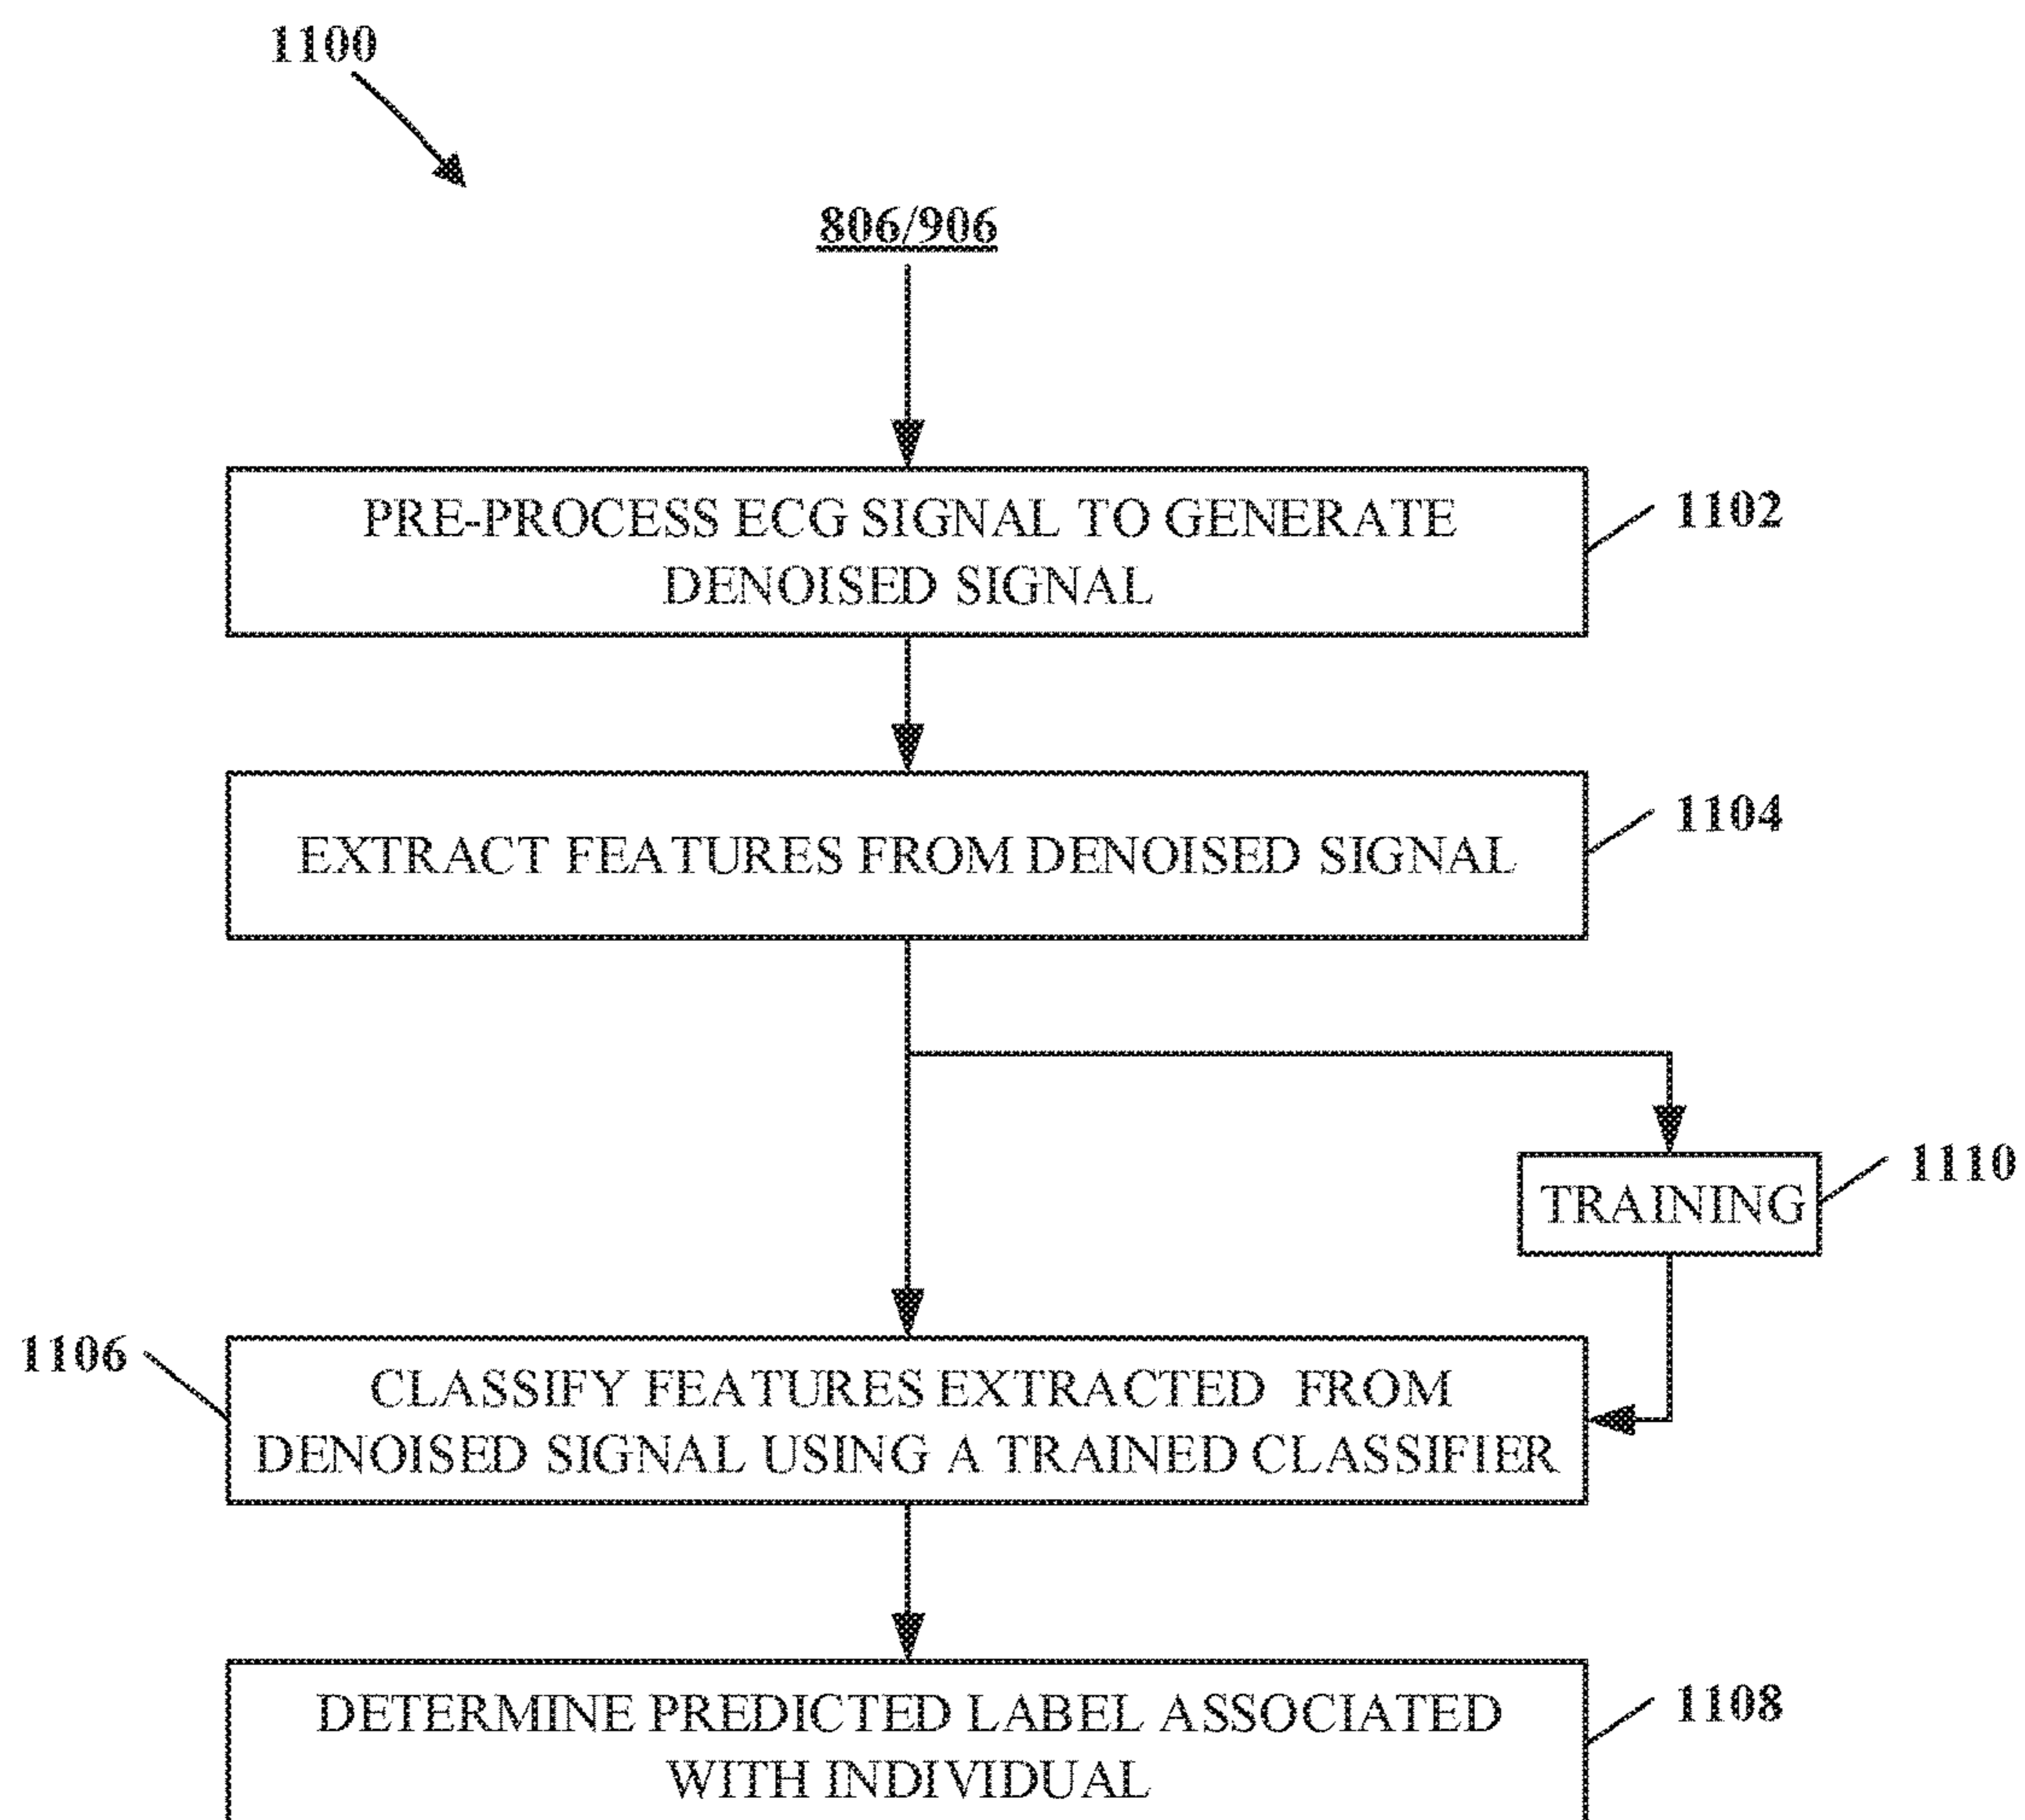 1100
806/906
PRE-PROCESS ECG SIGNAL TO GENERATE
DENOISED SIGNAL
1102
EXTRACT FEATURES FROM DENOISED SIGNAL
1104
TRAINING
1110
1106
CLASSIFY FEATURES EXTRACTED FROM
DENOISED SIGNAL USING A TRAINED CLASSIFIER
DETERMINE PREDICTED LABEL ASSOCIATED
WITH INDIVIDUAL
1108